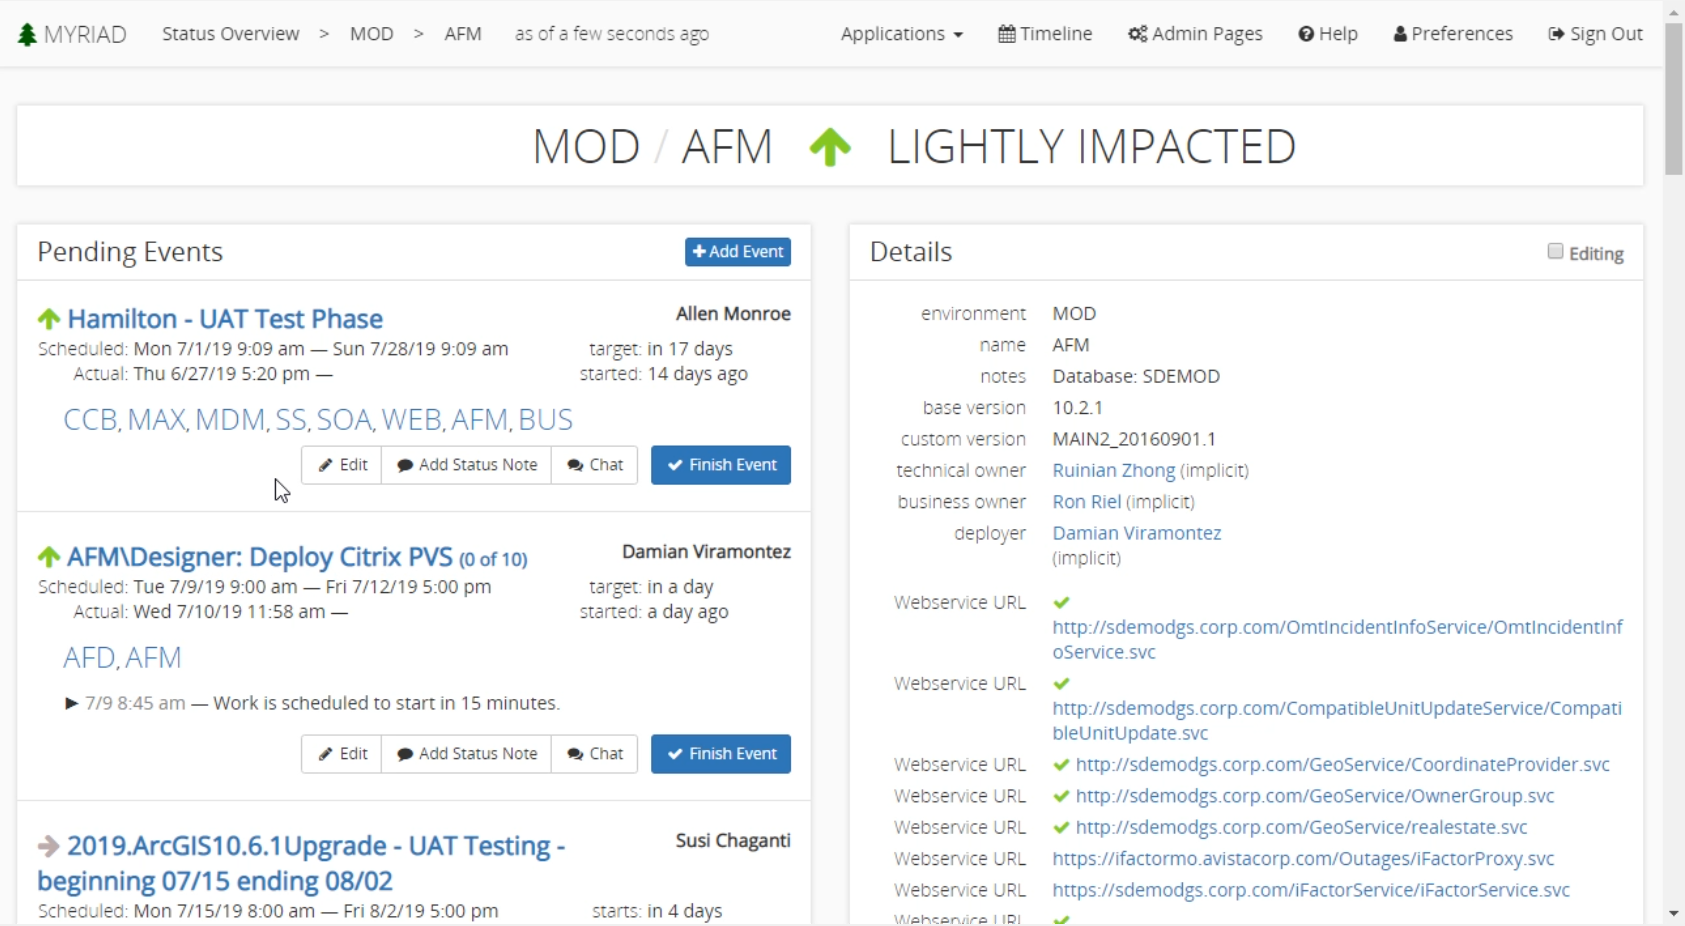 MYRIAD Status Overview > MOD > AFM as of a few seconds ago Applications Timeline Admin Pages Help Preferences Sign Out
MOD / AFM LIGHTLY IMPACTED
Pending Events + Add Event
Hamilton - UAT Test Phase Allen Monroe
Scheduled: Mon 7/1/19 9:09 am — Sun 7/28/19 9:09 am target: in 17 days
Actual: Thu 6/27/19 5:20 pm — started: 14 days ago
CCB, MAX, MDM, SS, SOA, WEB, AFM, BUS
Edit Add Status Note Chat Finish Event
AFM\Designer: Deploy Citrix PVS (0 of 10) Damian Viramontez
Scheduled: Tue 7/9/19 9:00 am — Fri 7/12/19 5:00 pm target: in a day
Actual: Wed 7/10/19 11:58 am — started: a day ago
AFD, AFM
7/9 8:45 am — Work is scheduled to start in 15 minutes.
Edit Add Status Note Chat Finish Event
2019.ArcGIS10.6.1Upgrade - UAT Testing - Susi Chaganti
beginning 07/15 ending 08/02
Scheduled: Mon 7/15/19 8:00 am — Fri 8/2/19 5:00 pm starts: in 4 days
Details Editing
environment MOD
name AFM
notes Database: SDEMOD
base version 10.2.1
custom version MAIN2_20160901.1
technical owner Ruinian Zhong (implicit)
business owner Ron Riel (implicit)
deployer Damian Viramontez
(implicit)
Webservice URL
http://sdemodgs.corp.com/OmtIncidentInfoService/OmtIncidentInf
oService.svc
Webservice URL
http://sdemodgs.corp.com/CompatibleUnitUpdateService/Compati
bleUnitUpdate.svc
Webservice URL http://sdemodgs.corp.com/GeoService/CoordinateProvider.svc
Webservice URL http://sdemodgs.corp.com/GeoService/OwnerGroup.svc
Webservice URL http://sdemodgs.corp.com/GeoService/realestate.svc
Webservice URL https://ifactormo.avistacorp.com/Outages/iFactorProxy.svc
Webservice URL https://sdemodgs.corp.com/iFactorService/iFactorService.svc
Webservice URL